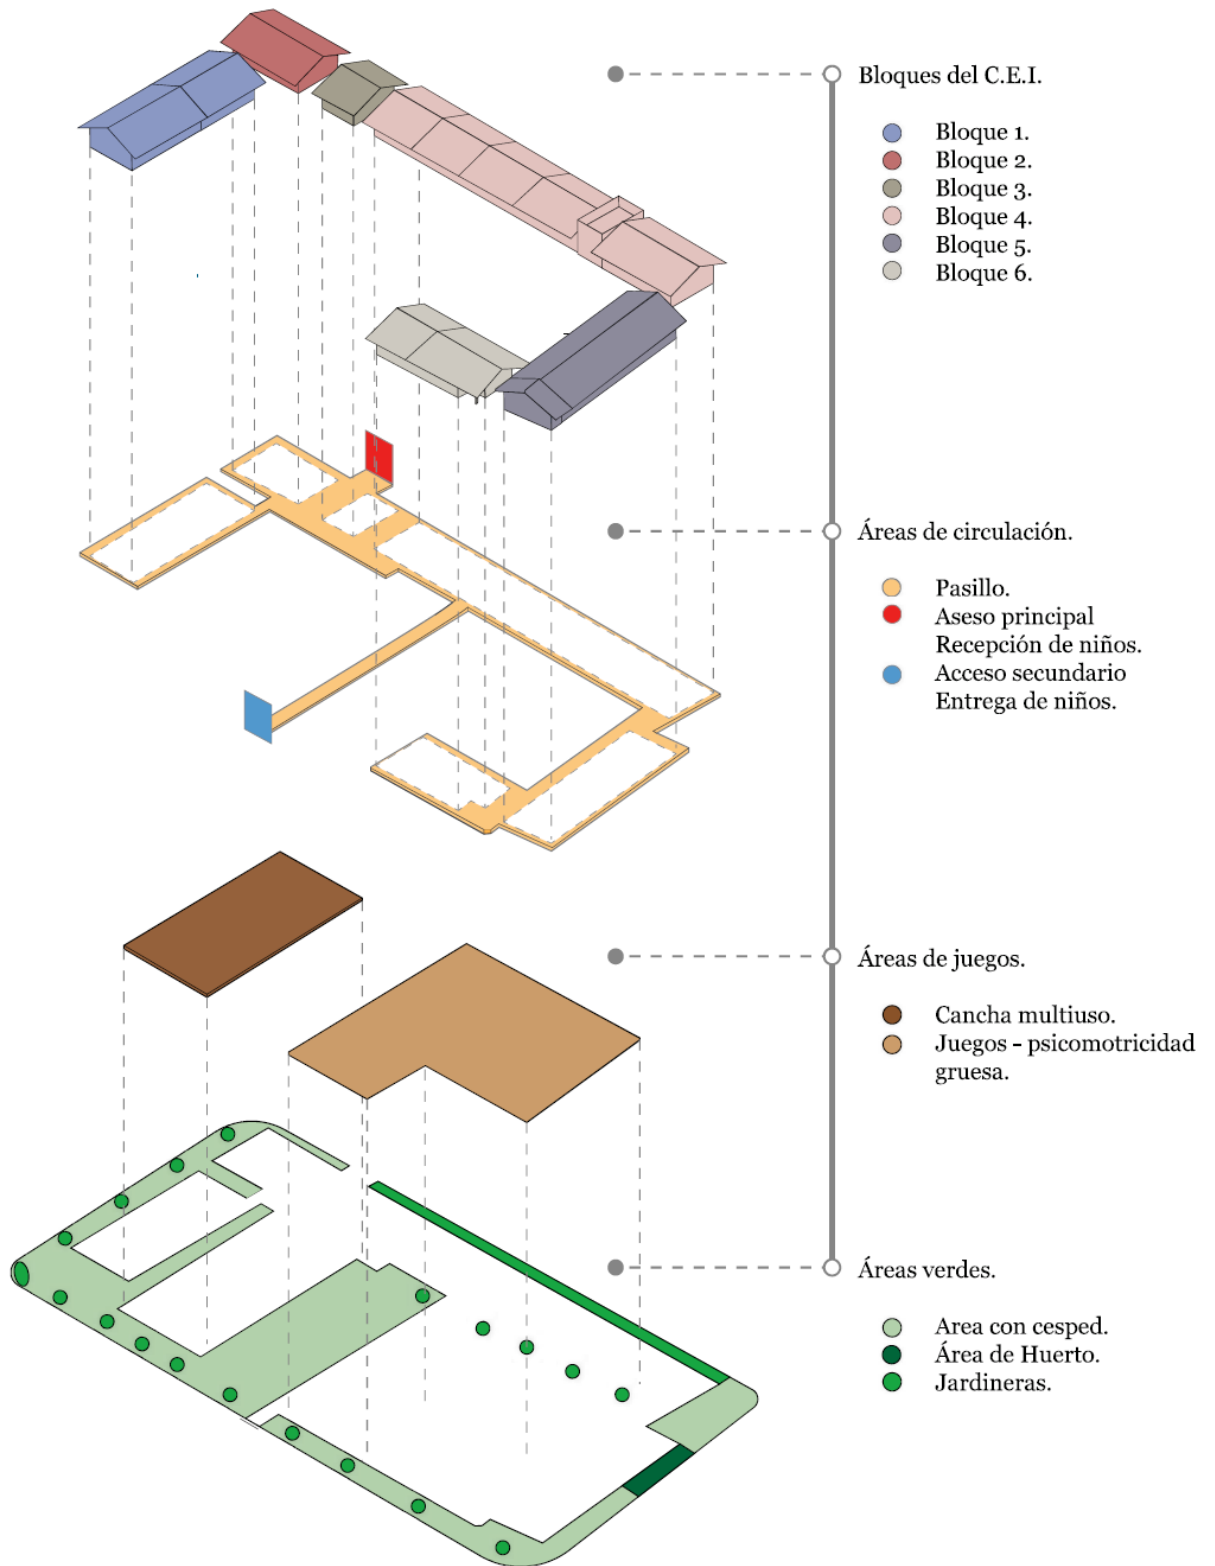 Bloques del C.E.I.
Bloque 1.
Bloque 2.
Bloque 3.
Bloque 4.
Bloque 5.
Bloque 6.
Áreas de circulación.
Pasillo.
Aseso principal
Recepción de niños.
Acceso secundario
Entrega de niños.
Áreas de juegos.
Cancha multiuso.
Juegos - psicomotricidad
gruesa.
Áreas verdes.
Area con cesped.
Área de Huerto.
Jardineras.